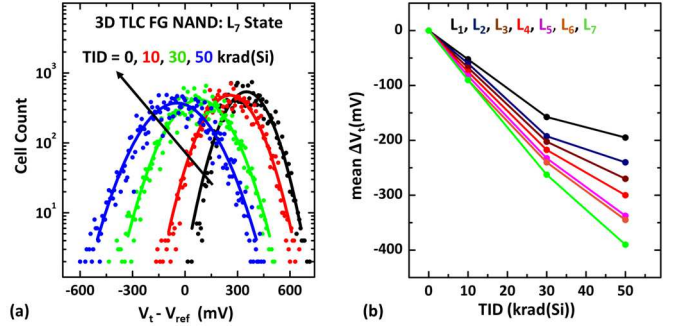 3D TLC FG NAND: L₇ State
TID = 0, 10, 30, 50 krad(Si)
Cell Count
10³
10²
10¹
-600 -300 0 300 600
Vₜ - Vref (mV)
(a)
L₁, L₂, L₃, L₄, L₅, L₆, L₇
mean ΔVₜ(mV)
0
-100
-200
-300
-400
0 10 20 30 40 50
TID (krad(Si))
(b)